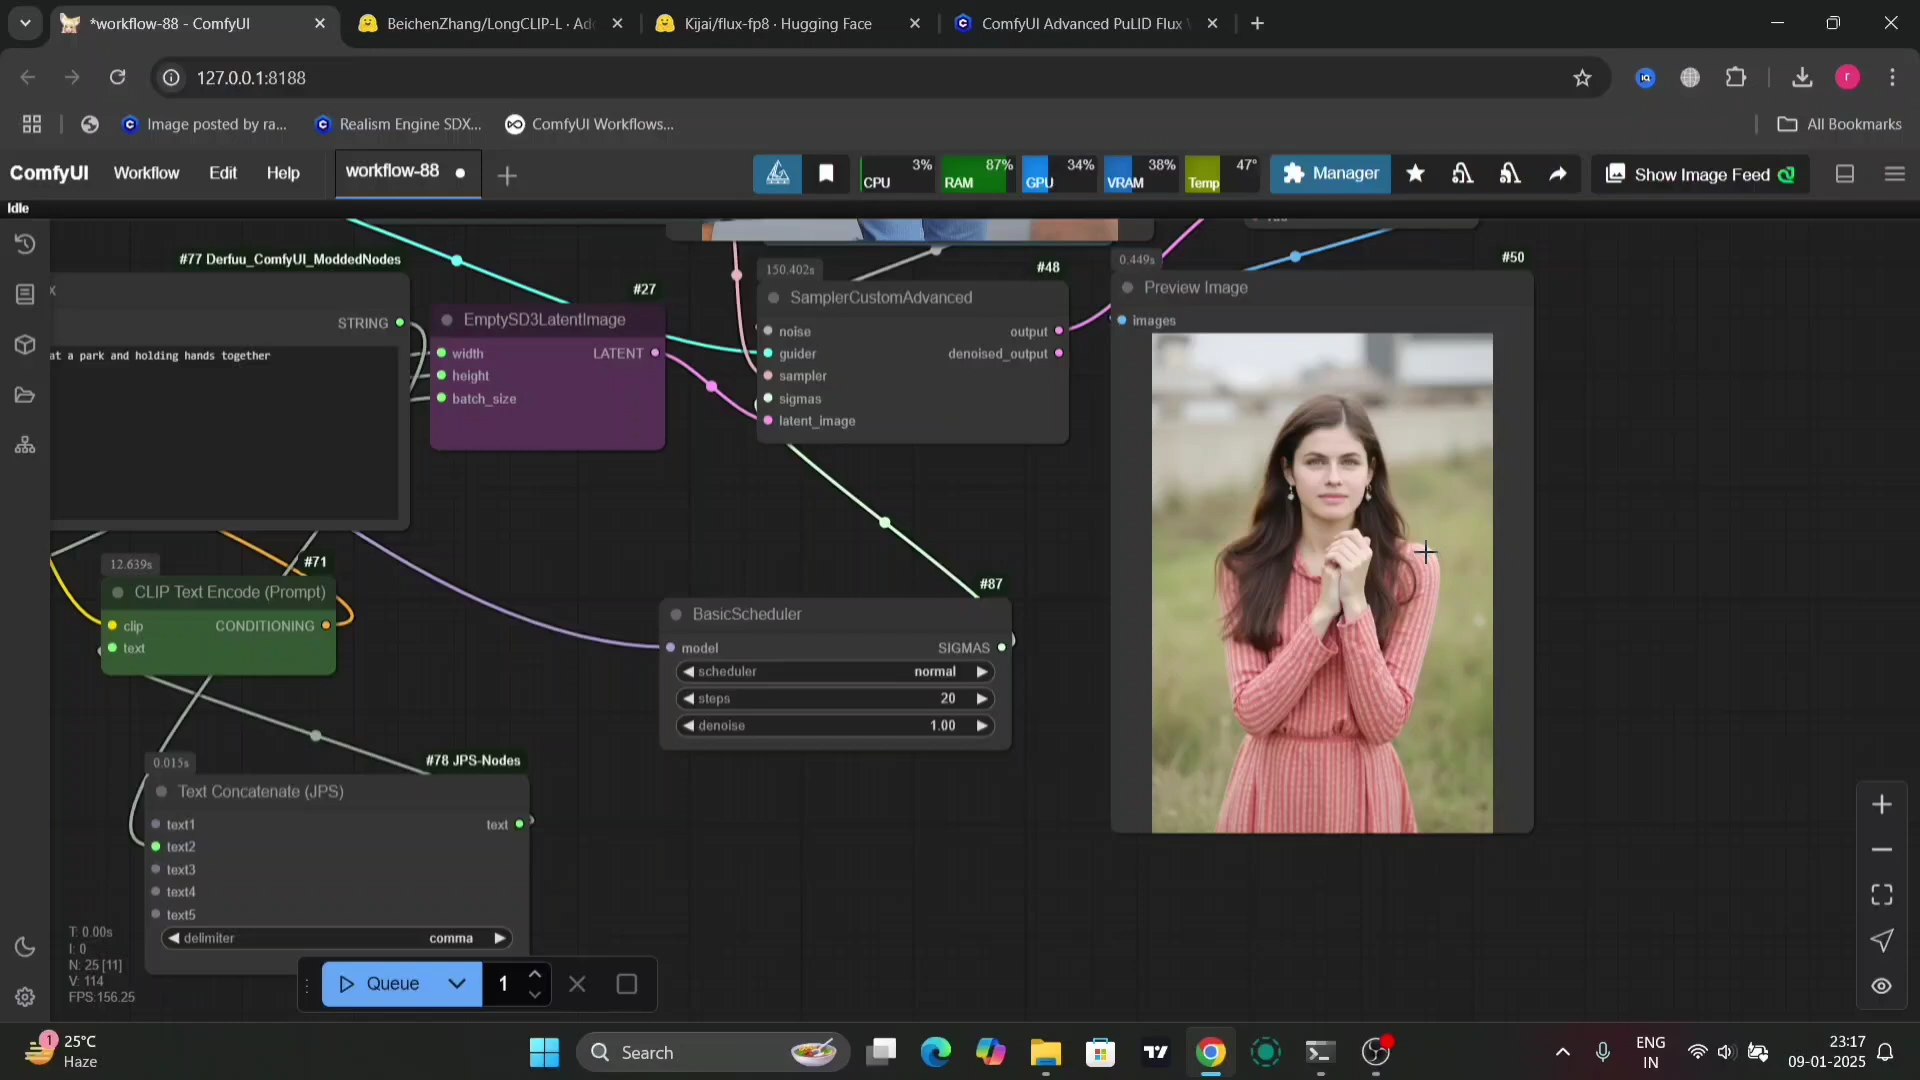 *workflow-88 - ComfyUI
BeichenZhang/LongCLIP-L · Ad
Kijai/flux-fp8 · Hugging Face
ComfyUI Advanced PuLID Flux
127.0.0.1:8188
Image posted by ra...
Realism Engine SDX...
ComfyUI Workflows...
All Bookmarks
ComfyUI
Workflow
Edit
Help
workflow-88
CPU 3%
RAM 87%
GPU 34%
VRAM 38%
Temp 47°
Manager
Show Image Feed
Idle
#77 Derfuu_ComfyUI_ModdedNodes
STRING
at a park and holding hands together
#27
EmptySD3LatentImage
width LATENT
height
batch_size
150.402s #48
SamplerCustomAdvanced
noise output
guider denoised_output
sampler
sigmas
latent_image
0.449s #50
Preview Image
images
12.639s #71
CLIP Text Encode (Prompt)
clip CONDITIONING
text
#87
BasicScheduler
model SIGMAS
scheduler normal
steps 20
denoise 1.00
0.015s #78 JPS-Nodes
Text Concatenate (JPS)
text1 text
text2
text3
text4
text5
delimiter comma
T: 0.00s
I: 0
N: 25 [11]
V: 114
FPS:156.25
Queue 1
1
25°C
Haze
Search
ENG
IN
23:17
09-01-2025